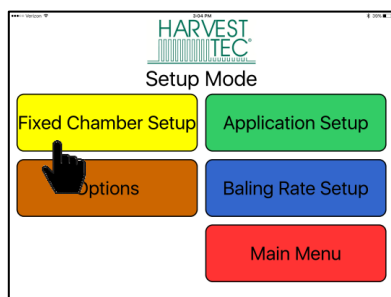 Verizon 3:04 PM 39%
HARVEST
TEC
Setup Mode
Fixed Chamber Setup Application Setup
Options Baling Rate Setup
Main Menu